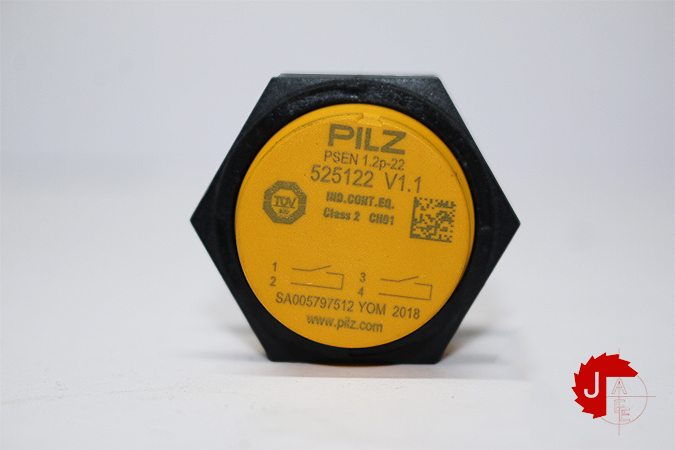 PILZ
PSEN 1.2p-22
525122 V1.1
TÜV
IND.CONT.EQ.
Class 2 CH01
1 3
2 4
SA005797512 YOM 2018
www.pilz.com
J